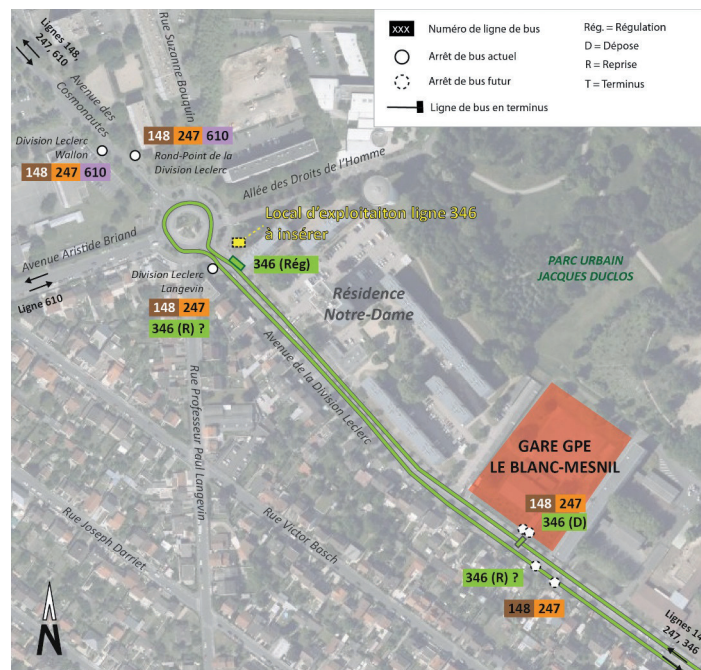 Lignes 148,
247, 610
Rue Suzanne Bouquin
Avenue des
Cosmonautes
XXX
Numéro de ligne de bus
Arrêt de bus actuel
Arrêt de bus futur
Ligne de bus en terminus
Rég. = Régulation
D = Dépose
R = Reprise
T = Terminus
148 247 610
Division Leclerc
Wallon
148 247 610
Rond-Point de la
Division Leclerc
Allée des Droits de l'Homme
Local d'exploitaiton ligne 346
à insérer
346 (Rég)
Avenue Aristide Briand
Ligne 610
Division Leclerc
Langevin
148 247
346 (R) ?
Résidence
Notre-Dame
PARC URBAIN
JACQUES DUCLOS
Avenue de la Division Leclerc
Rue Professeur Paul Langevin
Rue Joseph Darriet
Rue Victor Basch
GARE GPE
LE BLANC-MESNIL
148 247
346 (D)
346 (R) ?
148 247
Lignes 14
247, 346
N